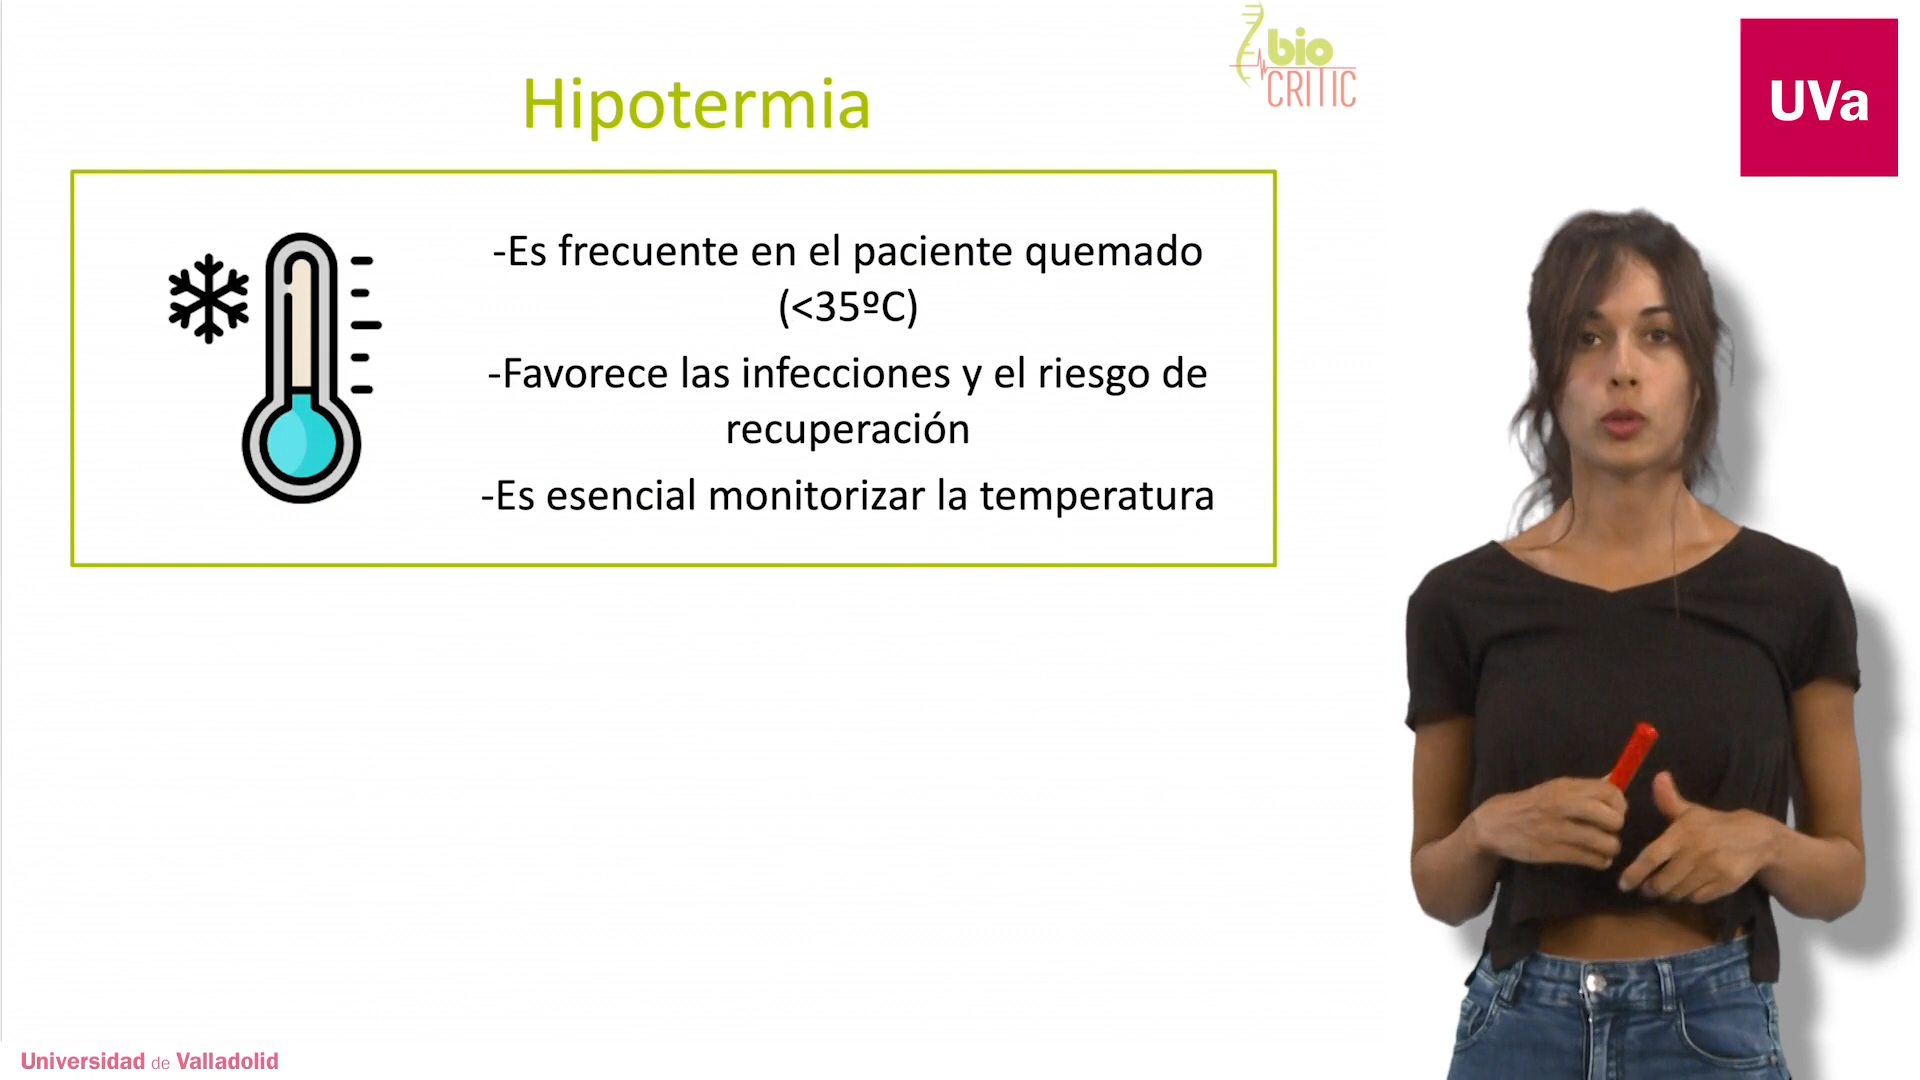 bio
CRITIC
UVa
Hipotermia
-Es frecuente en el paciente quemado
(<35ºC)
-Favorece las infecciones y el riesgo de
recuperación
-Es esencial monitorizar la temperatura
Universidad de Valladolid